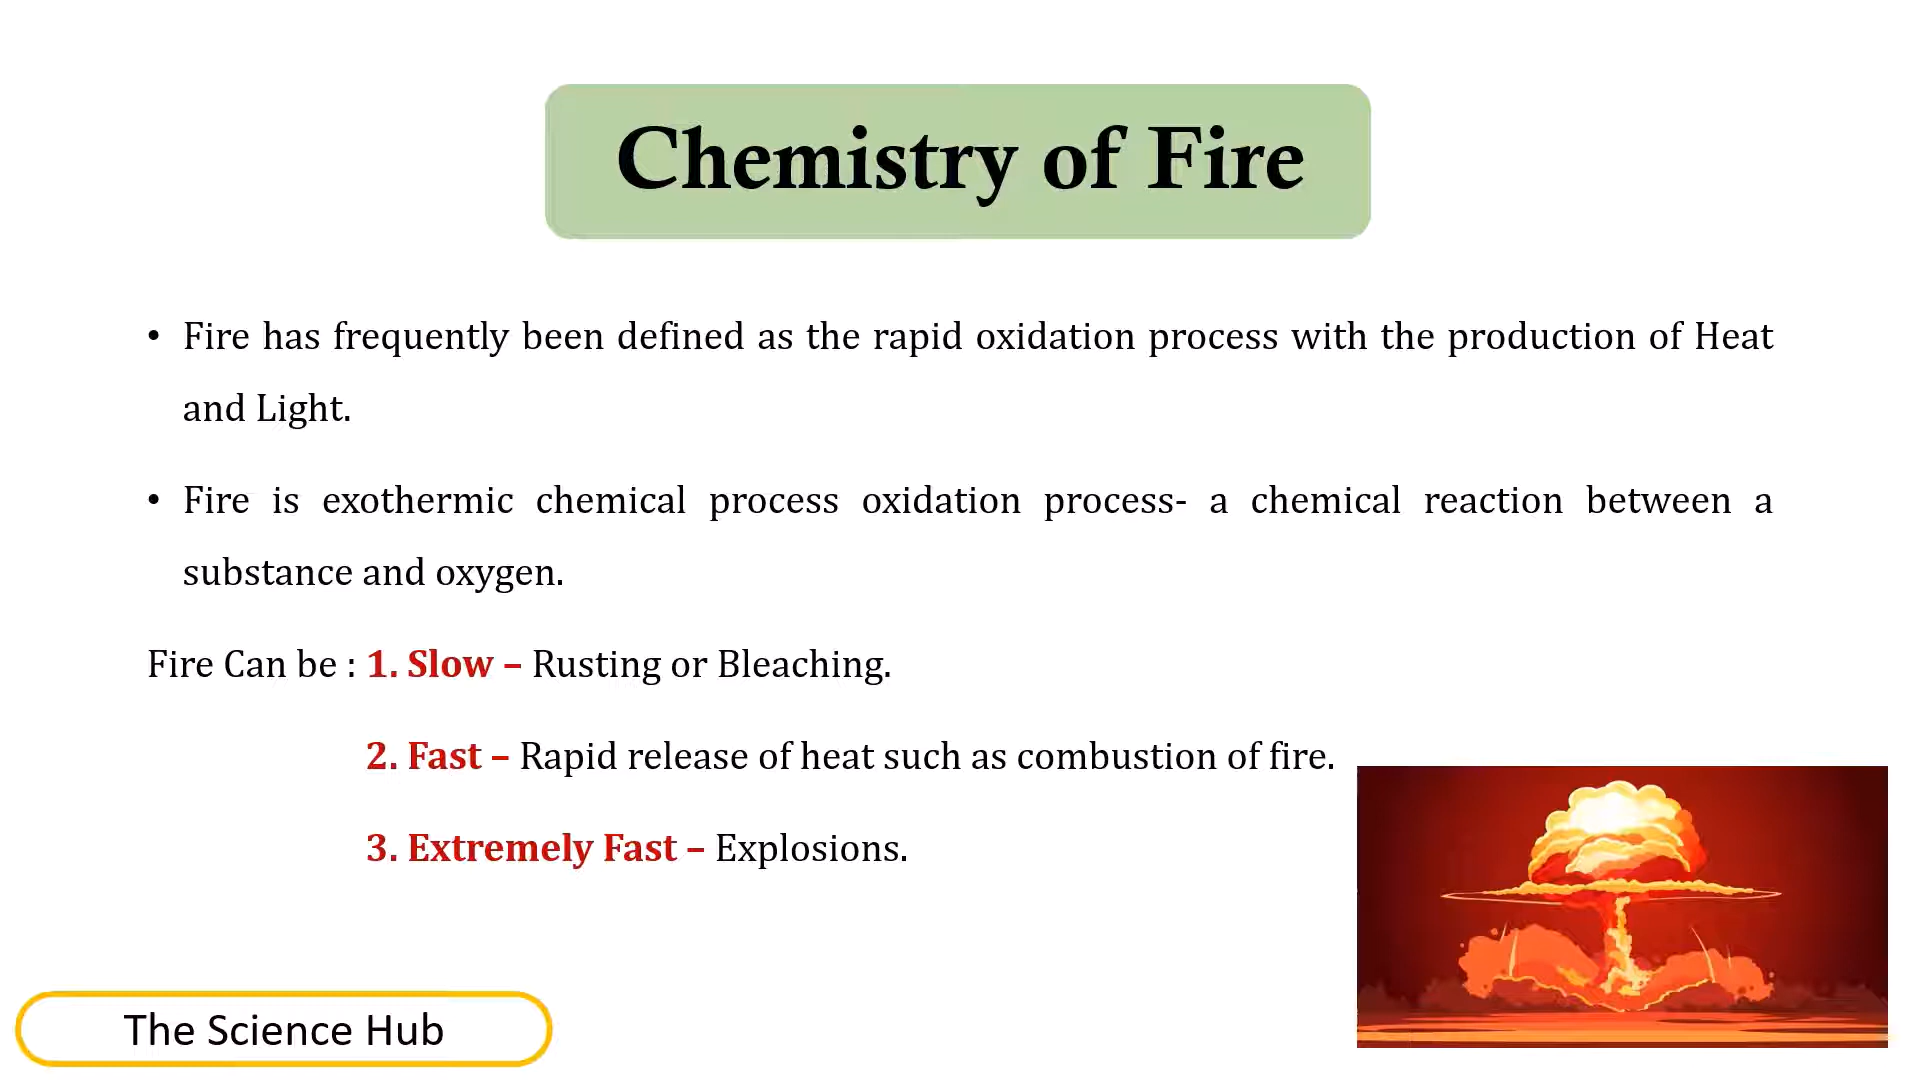 Chemistry of Fire
• Fire has frequently been defined as the rapid oxidation process with the production of Heat
and Light.
• Fire is exothermic chemical process oxidation process- a chemical reaction between a
substance and oxygen.
Fire Can be : 1. Slow – Rusting or Bleaching.
2. Fast – Rapid release of heat such as combustion of fire.
3. Extremely Fast – Explosions.
The Science Hub